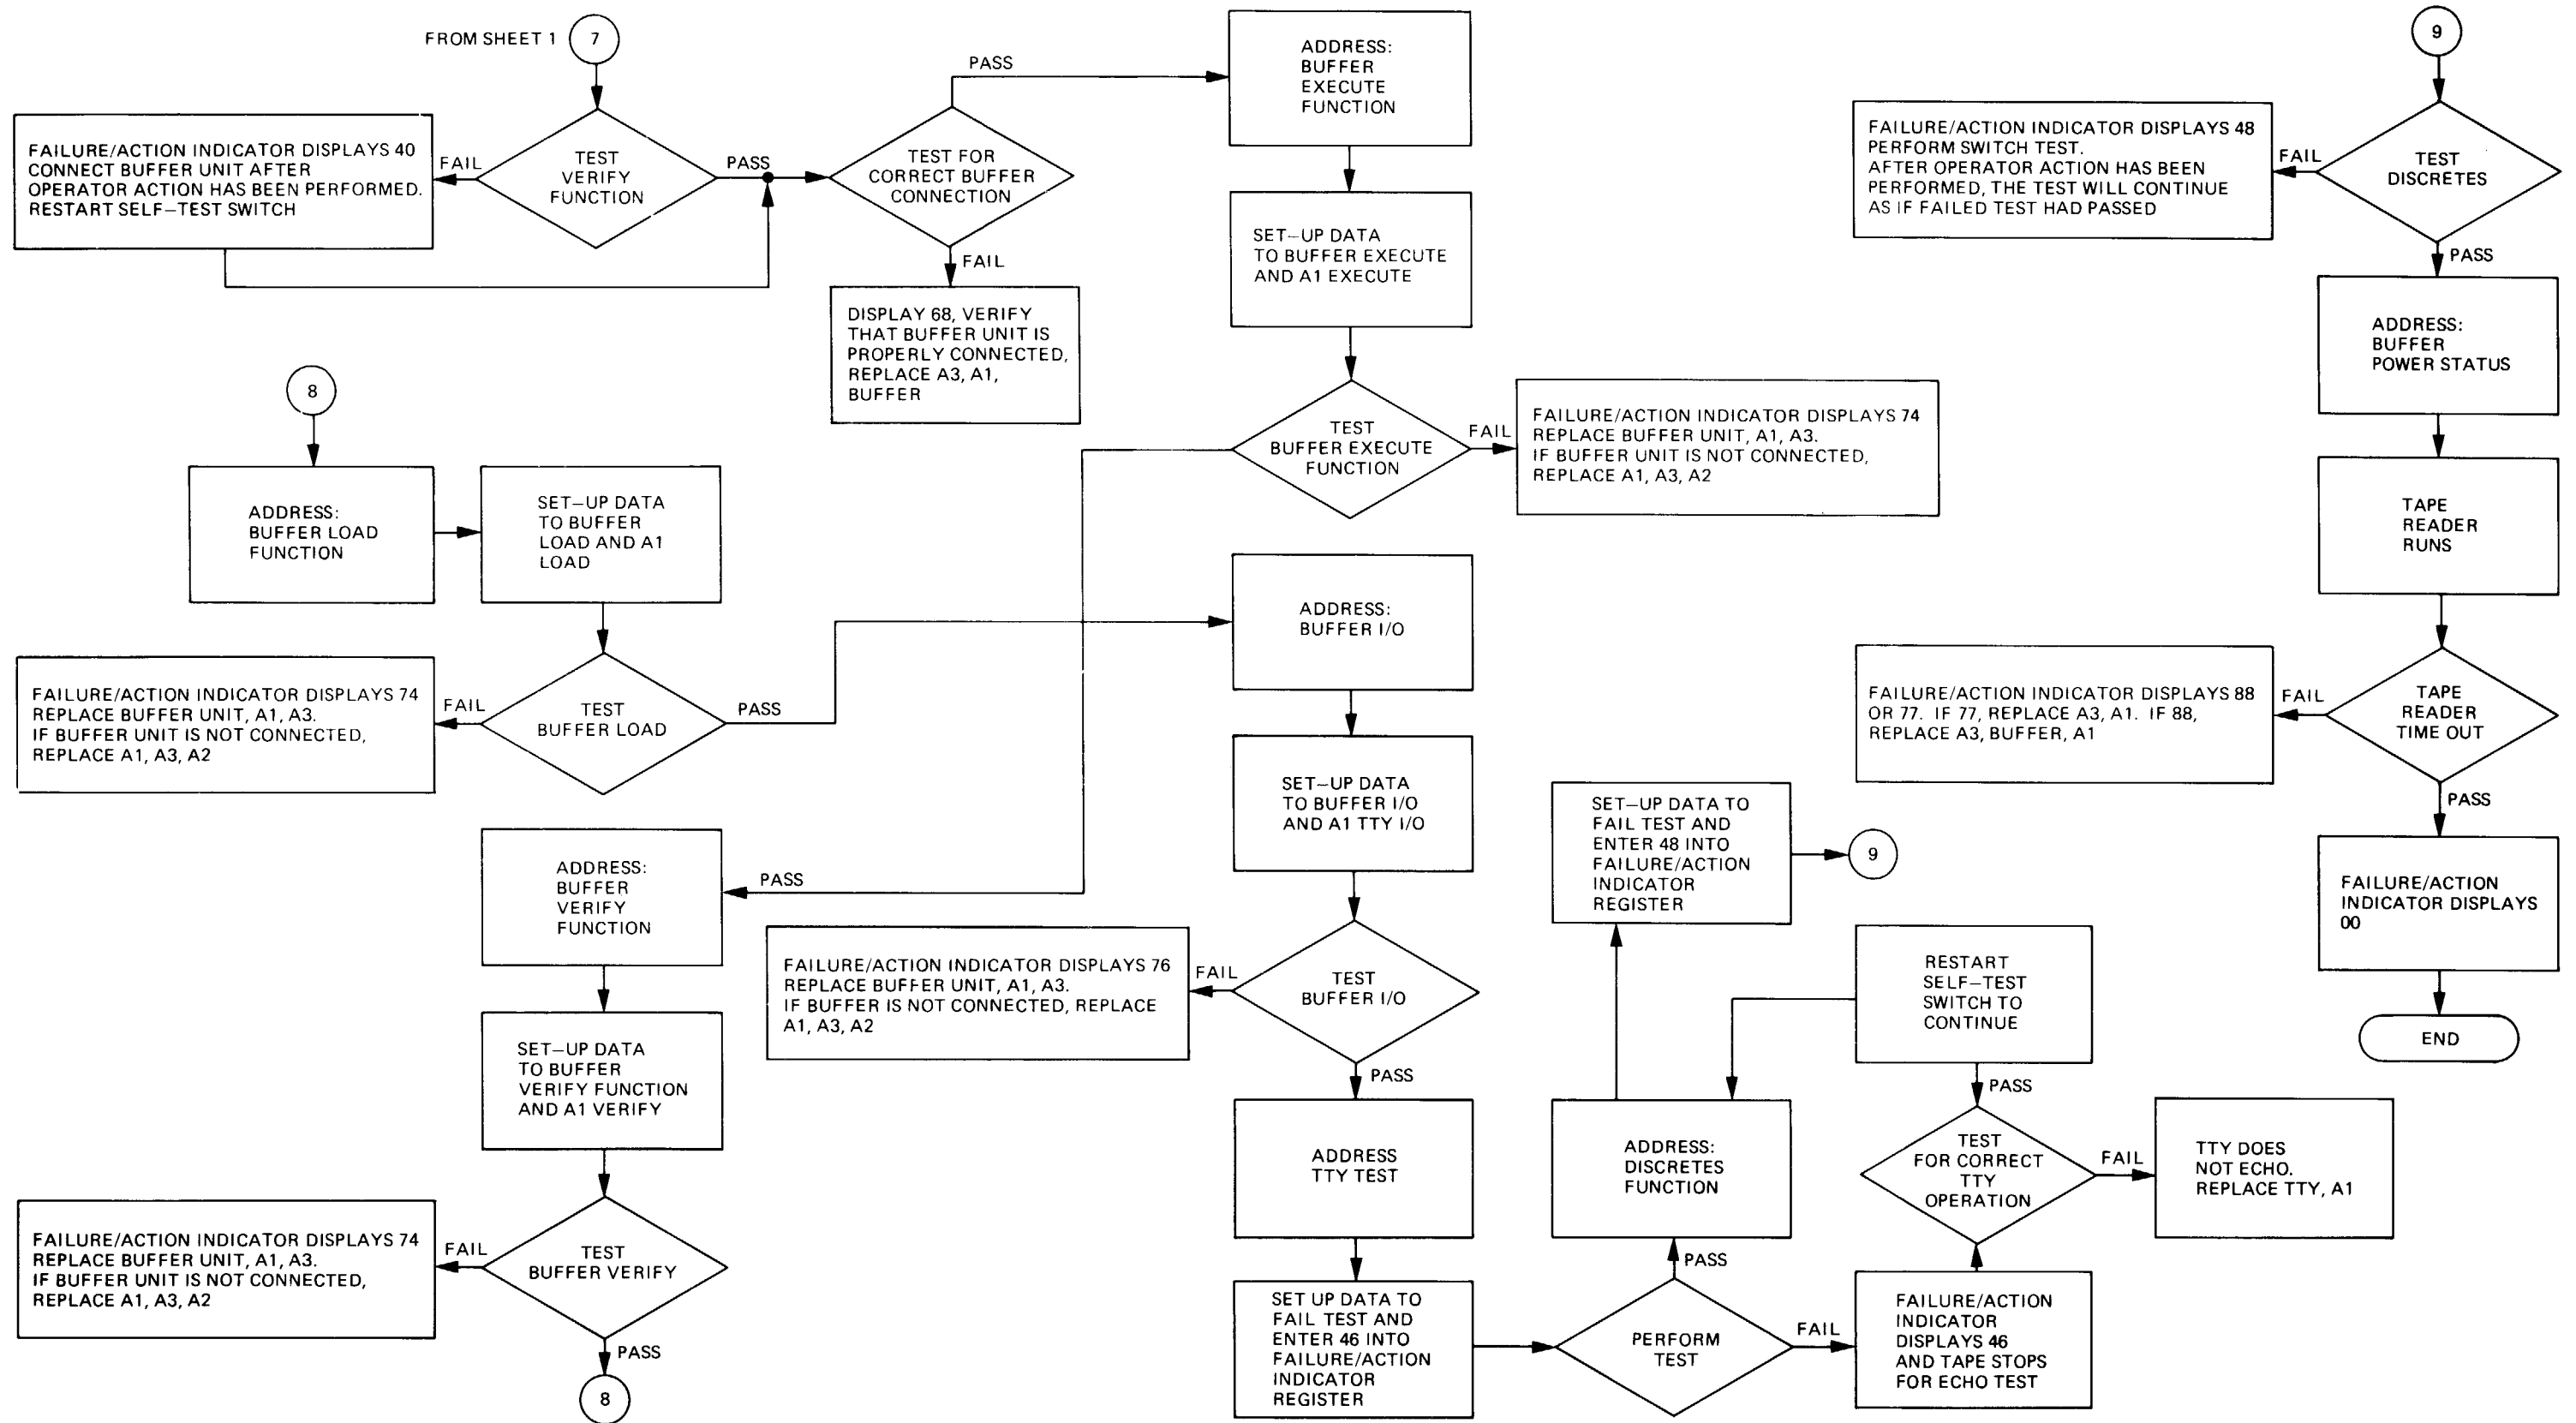 FROM SHEET 1
7
TEST
VERIFY
FUNCTION
FAIL
PASS
FAILURE/ACTION INDICATOR DISPLAYS 40
CONNECT BUFFER UNIT AFTER
OPERATOR ACTION HAS BEEN PERFORMED.
RESTART SELF-TEST SWITCH
TEST FOR
CORRECT BUFFER
CONNECTION
PASS
FAIL
DISPLAY 68, VERIFY
THAT BUFFER UNIT IS
PROPERLY CONNECTED,
REPLACE A3, A1,
BUFFER
ADDRESS:
BUFFER
EXECUTE
FUNCTION
SET-UP DATA
TO BUFFER EXECUTE
AND A1 EXECUTE
TEST
BUFFER EXECUTE
FUNCTION
FAIL
FAILURE/ACTION INDICATOR DISPLAYS 74
REPLACE BUFFER UNIT, A1, A3.
IF BUFFER UNIT IS NOT CONNECTED,
REPLACE A1, A3, A2
PASS
ADDRESS:
BUFFER
VERIFY
FUNCTION
SET-UP DATA
TO BUFFER
VERIFY FUNCTION
AND A1 VERIFY
TEST
BUFFER VERIFY
FAIL
FAILURE/ACTION INDICATOR DISPLAYS 74
REPLACE BUFFER UNIT, A1, A3.
IF BUFFER UNIT IS NOT CONNECTED,
REPLACE A1, A3, A2
PASS
8
8
ADDRESS:
BUFFER LOAD
FUNCTION
SET-UP DATA
TO BUFFER
LOAD AND A1
LOAD
TEST
BUFFER LOAD
FAIL
FAILURE/ACTION INDICATOR DISPLAYS 74
REPLACE BUFFER UNIT, A1, A3.
IF BUFFER UNIT IS NOT CONNECTED,
REPLACE A1, A3, A2
PASS
ADDRESS:
BUFFER I/O
SET-UP DATA
TO BUFFER I/O
AND A1 TTY I/O
TEST
BUFFER I/O
FAIL
FAILURE/ACTION INDICATOR DISPLAYS 76
REPLACE BUFFER UNIT, A1, A3.
IF BUFFER IS NOT CONNECTED, REPLACE
A1, A3, A2
PASS
ADDRESS
TTY TEST
SET UP DATA TO
FAIL TEST AND
ENTER 46 INTO
FAILURE/ACTION
INDICATOR
REGISTER
PERFORM
TEST
PASS
FAIL
FAILURE/ACTION
INDICATOR
DISPLAYS 46
AND TAPE STOPS
FOR ECHO TEST
TEST
FOR CORRECT
TTY
OPERATION
FAIL
TTY DOES
NOT ECHO.
REPLACE TTY, A1
PASS
RESTART
SELF-TEST
SWITCH TO
CONTINUE
ADDRESS:
DISCRETES
FUNCTION
SET-UP DATA TO
FAIL TEST AND
ENTER 48 INTO
FAILURE/ACTION
INDICATOR
REGISTER
9
9
TEST
DISCRETES
FAIL
FAILURE/ACTION INDICATOR DISPLAYS 48
PERFORM SWITCH TEST.
AFTER OPERATOR ACTION HAS BEEN
PERFORMED, THE TEST WILL CONTINUE
AS IF FAILED TEST HAD PASSED
PASS
ADDRESS:
BUFFER
POWER STATUS
TAPE
READER
RUNS
TAPE
READER
TIME OUT
FAIL
FAILURE/ACTION INDICATOR DISPLAYS 88
OR 77. IF 77, REPLACE A3, A1. IF 88,
REPLACE A3, BUFFER, A1
PASS
FAILURE/ACTION
INDICATOR DISPLAYS
00
END